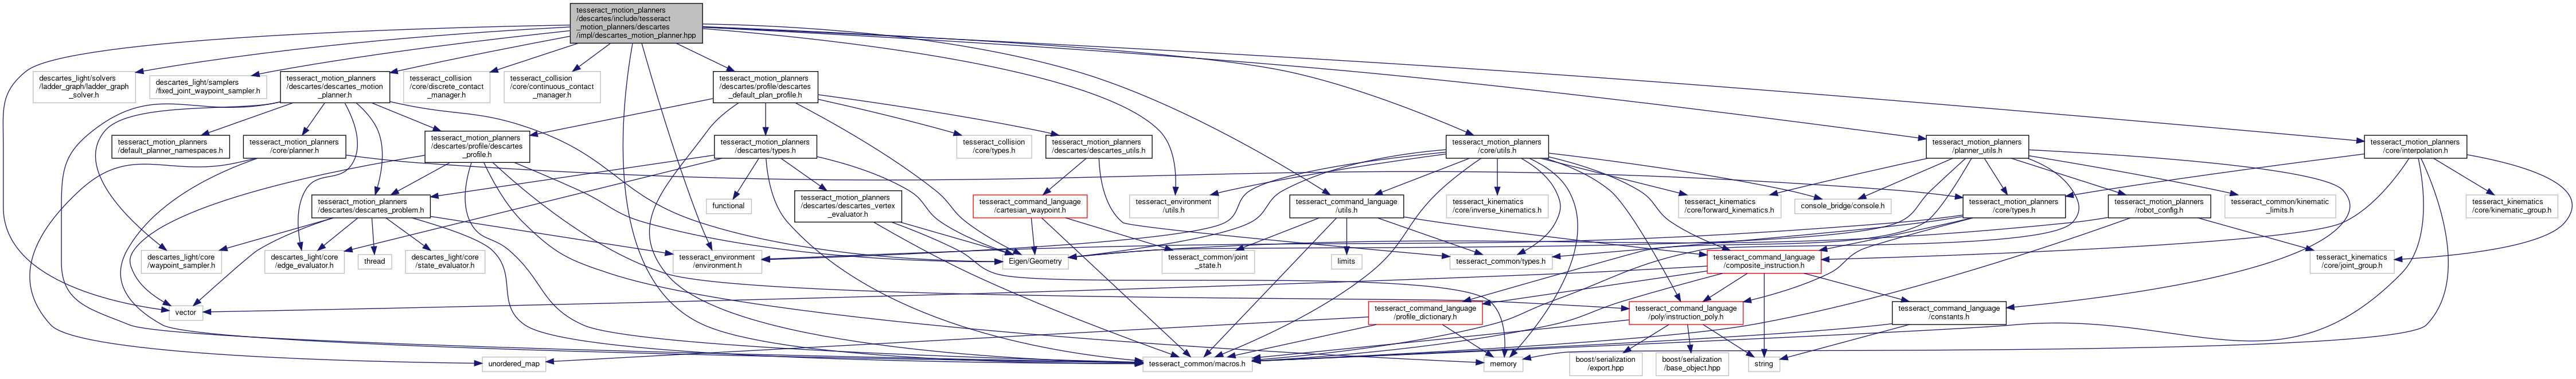 tesseract_motion_planners
/descartes/include/tesseract
_motion_planners/descartes
/impl/descartes_motion_planner.hpp
descartes_light/solvers
/ladder_graph/ladder_graph
_solver.h
descartes_light/samplers
/fixed_joint_waypoint_sampler.h
tesseract_motion_planners
/descartes/descartes_motion
_planner.h
tesseract_collision
/core/discrete_contact
_manager.h
tesseract_collision
/core/continuous_contact
_manager.h
tesseract_motion_planners
/descartes/profile/descartes
_default_plan_profile.h
tesseract_motion_planners
/default_planner_namespaces.h
tesseract_motion_planners
/core/planner.h
tesseract_motion_planners
/descartes/profile/descartes
_profile.h
tesseract_motion_planners
/descartes/types.h
tesseract_collision
/core/types.h
tesseract_motion_planners
/descartes/descartes_utils.h
tesseract_motion_planners
/core/utils.h
tesseract_motion_planners
/planner_utils.h
tesseract_motion_planners
/core/interpolation.h
tesseract_motion_planners
/descartes/descartes_problem.h
functional
tesseract_motion_planners
/descartes/descartes_vertex
_evaluator.h
tesseract_command_language
/cartesian_waypoint.h
tesseract_environment
/utils.h
tesseract_command_language
/utils.h
tesseract_kinematics
/core/inverse_kinematics.h
tesseract_kinematics
/core/forward_kinematics.h
console_bridge/console.h
tesseract_motion_planners
/core/types.h
tesseract_motion_planners
/robot_config.h
tesseract_common/kinematic
_limits.h
tesseract_kinematics
/core/kinematic_group.h
descartes_light/core
/waypoint_sampler.h
descartes_light/core
/edge_evaluator.h
thread
descartes_light/core
/state_evaluator.h
tesseract_environment
/environment.h
Eigen/Geometry
tesseract_common/joint
_state.h
limits
tesseract_common/types.h
tesseract_command_language
/composite_instruction.h
tesseract_kinematics
/core/joint_group.h
vector
tesseract_command_language
/profile_dictionary.h
tesseract_command_language
/poly/instruction_poly.h
tesseract_command_language
/constants.h
unordered_map
tesseract_common/macros.h
memory
boost/serialization
/export.hpp
boost/serialization
/base_object.hpp
string